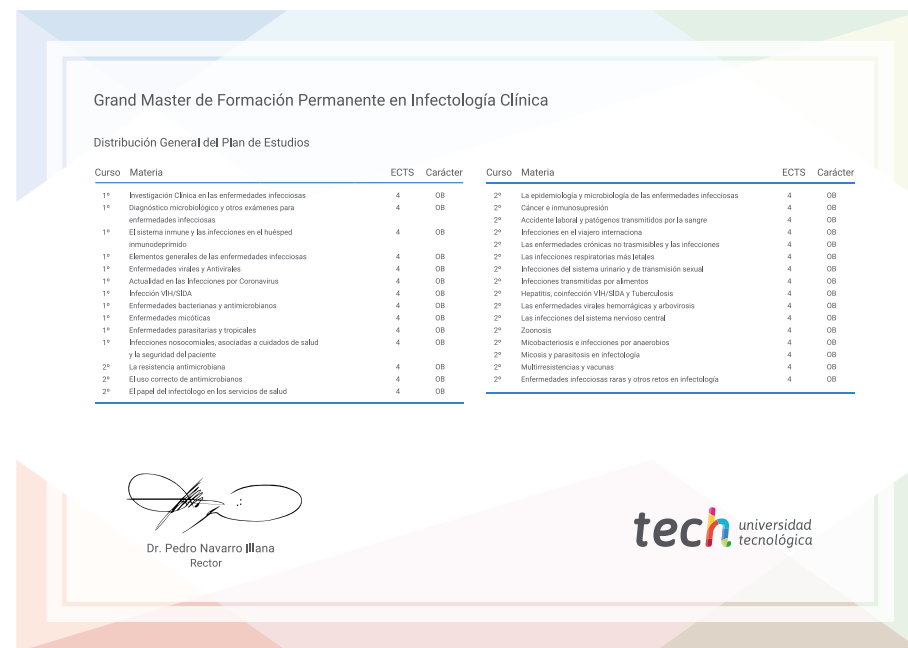 Grand Master de Formación Permanente en Infectología Clínica
Distribución General del Plan de Estudios
Curso Materia ECTS Carácter
1º Investigación Clínica en las enfermedades infecciosas 4 OB
1º Diagnóstico microbiológico y otros exámenes para 4 OB
enfermedades infecciosas
1º El sistema inmune y las infecciones en el huésped 4 OB
inmunodeprimido
1º Elementos generales de las enfermedades infecciosas 4 OB
1º Enfermedades virales y Antivirales 4 OB
1º Actualidad en las Infecciones por Coronavirus 4 OB
1º Infección VIH/SIDA 4 OB
1º Enfermedades bacterianas y antimicrobianos 4 OB
1º Enfermedades micóticas 4 OB
1º Enfermedades parasitarias y tropicales 4 OB
1º Infecciones nosocomiales, asociadas a cuidados de salud 4 OB
y la seguridad del paciente
2º La resistencia antimicrobiana 4 OB
2º El uso correcto de antimicrobianos 4 OB
2º El papel del infectólogo en los servicios de salud 4 OB
Curso Materia ECTS Carácter
2º La epidemiología y microbiología de las enfermedades infecciosas 4 OB
2º Cáncer e inmunosupresión 4 OB
2º Accidente laboral y patógenos transmitidos por la sangre 4 OB
2º Infecciones en el viajero internaciona 4 OB
2º Las enfermedades crónicas no trasmisibles y las infecciones 4 OB
2º Las infecciones respiratorias más letales 4 OB
2º Infecciones del sistema urinario y de transmisión sexual 4 OB
2º Infecciones transmitidas por alimentos 4 OB
2º Hepatitis, coinfección VIH/SIDA y Tuberculosis 4 OB
2º Las enfermedades virales hemorrágicas y arbovirosis 4 OB
2º Las infecciones del sistema nervioso central 4 OB
2º Zoonosis 4 OB
2º Micobacteriosis e infecciones por anaerobios 4 OB
2º Micosis y parasitosis en infectología 4 OB
2º Multirresistencias y vacunas 4 OB
2º Enfermedades infecciosas raras y otros retos en infectología 4 OB
Dr. Pedro Navarro Illana
Rector
tech universidad
tecnológica